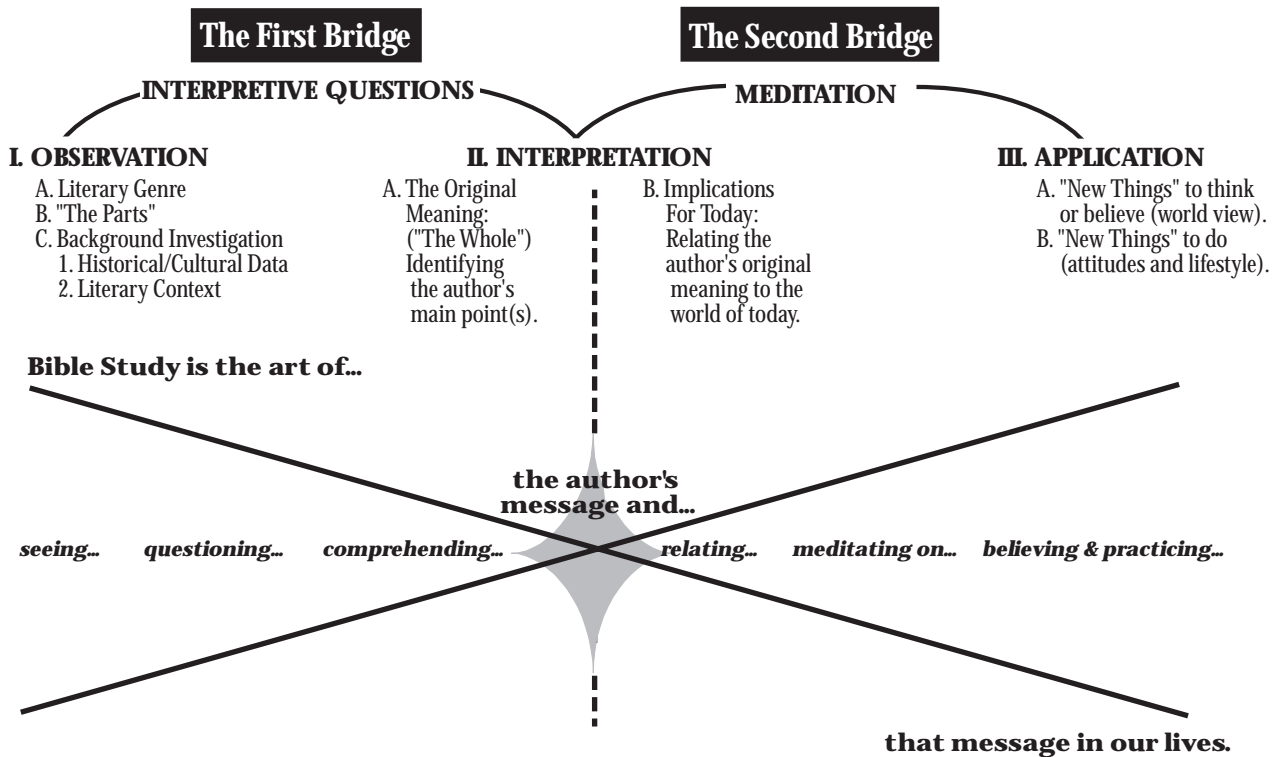 The First Bridge
The Second Bridge
INTERPRETIVE QUESTIONS
MEDITATION
I. OBSERVATION
A. Literary Genre
B. "The Parts"
C. Background Investigation
1. Historical/Cultural Data
2. Literary Context
II. INTERPRETATION
A. The Original
Meaning:
("The Whole")
Identifying
the author's
main point(s).
B. Implications
For Today:
Relating the
author's original
meaning to the
world of today.
III. APPLICATION
A. "New Things" to think
or believe (world view).
B. "New Things" to do
(attitudes and lifestyle).
Bible Study is the art of...
the author's
message and...
seeing... questioning... comprehending... relating... meditating on... believing & practicing...
that message in our lives.